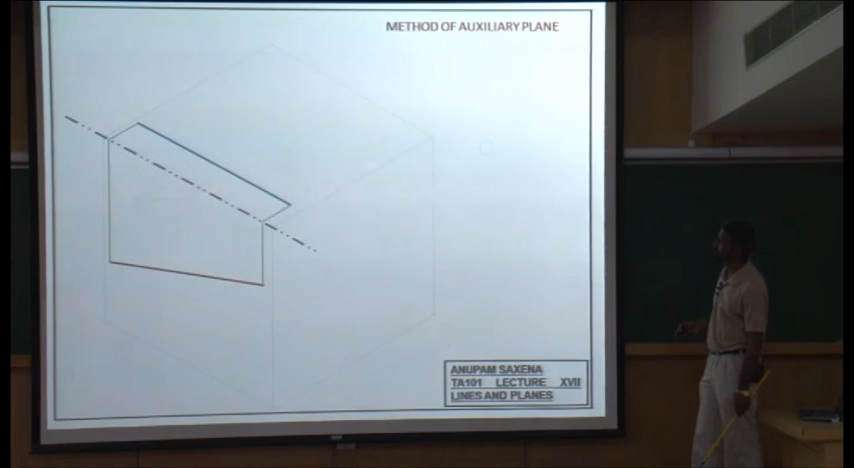 METHOD OF AUXILIARY PLANE
ANUPAM SAXENA
TA101 LECTURE XVII
LINES AND PLANES